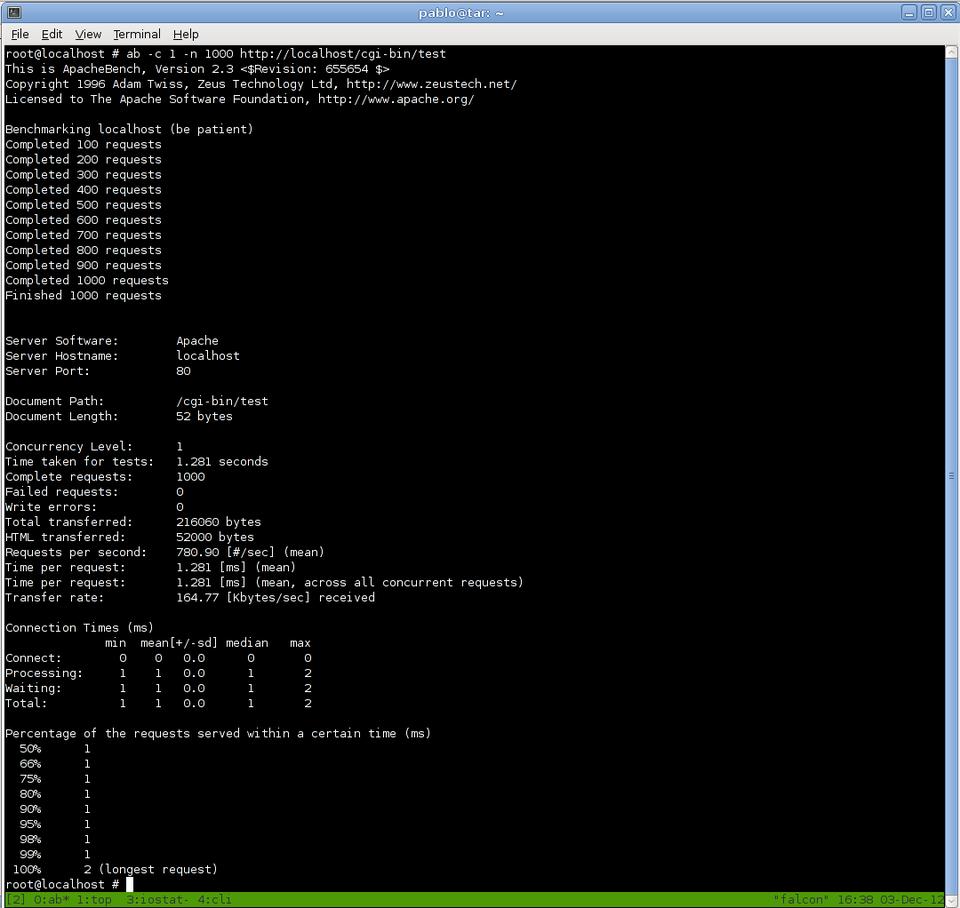 pablo@tar: ~
File Edit View Terminal Help
root@localhost # ab -c 1 -n 1000 http://localhost/cgi-bin/test
This is ApacheBench, Version 2.3 <$Revision: 655654 $>
Copyright 1996 Adam Twiss, Zeus Technology Ltd, http://www.zeustech.net/
Licensed to The Apache Software Foundation, http://www.apache.org/

Benchmarking localhost (be patient)
Completed 100 requests
Completed 200 requests
Completed 300 requests
Completed 400 requests
Completed 500 requests
Completed 600 requests
Completed 700 requests
Completed 800 requests
Completed 900 requests
Completed 1000 requests
Finished 1000 requests

Server Software:        Apache
Server Hostname:        localhost
Server Port:            80

Document Path:          /cgi-bin/test
Document Length:        52 bytes

Concurrency Level:      1
Time taken for tests:   1.281 seconds
Complete requests:      1000
Failed requests:        0
Write errors:           0
Total transferred:      216060 bytes
HTML transferred:       52000 bytes
Requests per second:    780.90 [#/sec] (mean)
Time per request:       1.281 [ms] (mean)
Time per request:       1.281 [ms] (mean, across all concurrent requests)
Transfer rate:          164.77 [Kbytes/sec] received

Connection Times (ms)
              min  mean[+/-sd] median   max
Connect:        0    0   0.0      0       0
Processing:     1    1   0.0      1       2
Waiting:        1    1   0.0      1       2
Total:          1    1   0.0      1       2

Percentage of the requests served within a certain time (ms)
  50%      1
  66%      1
  75%      1
  80%      1
  90%      1
  95%      1
  98%      1
  99%      1
 100%      2 (longest request)
root@localhost #
[2] 0:ab* 1:top  3:iostat- 4:cli "falcon" 16:38 03-Dec-12